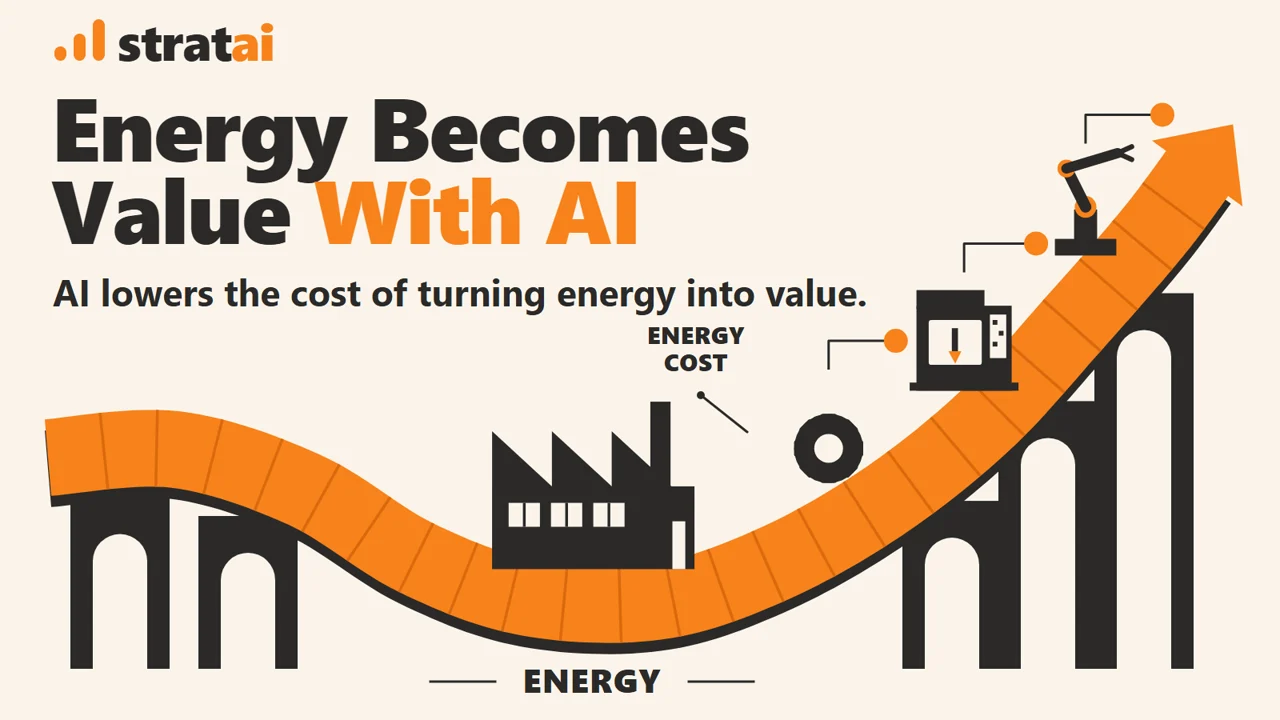 stratai
Energy Becomes
Value With AI
AI lowers the cost of turning energy into value.
ENERGY
COST
ENERGY